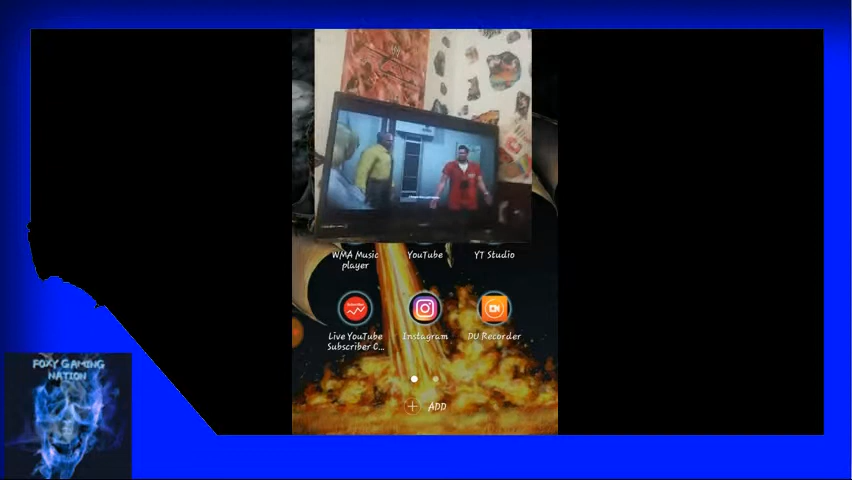 WMA Music
player
YouTube
YT Studio
Live YouTube
Subscriber C...
Instagram
DU Recorder
ADD
FOXY GAMING
NATION